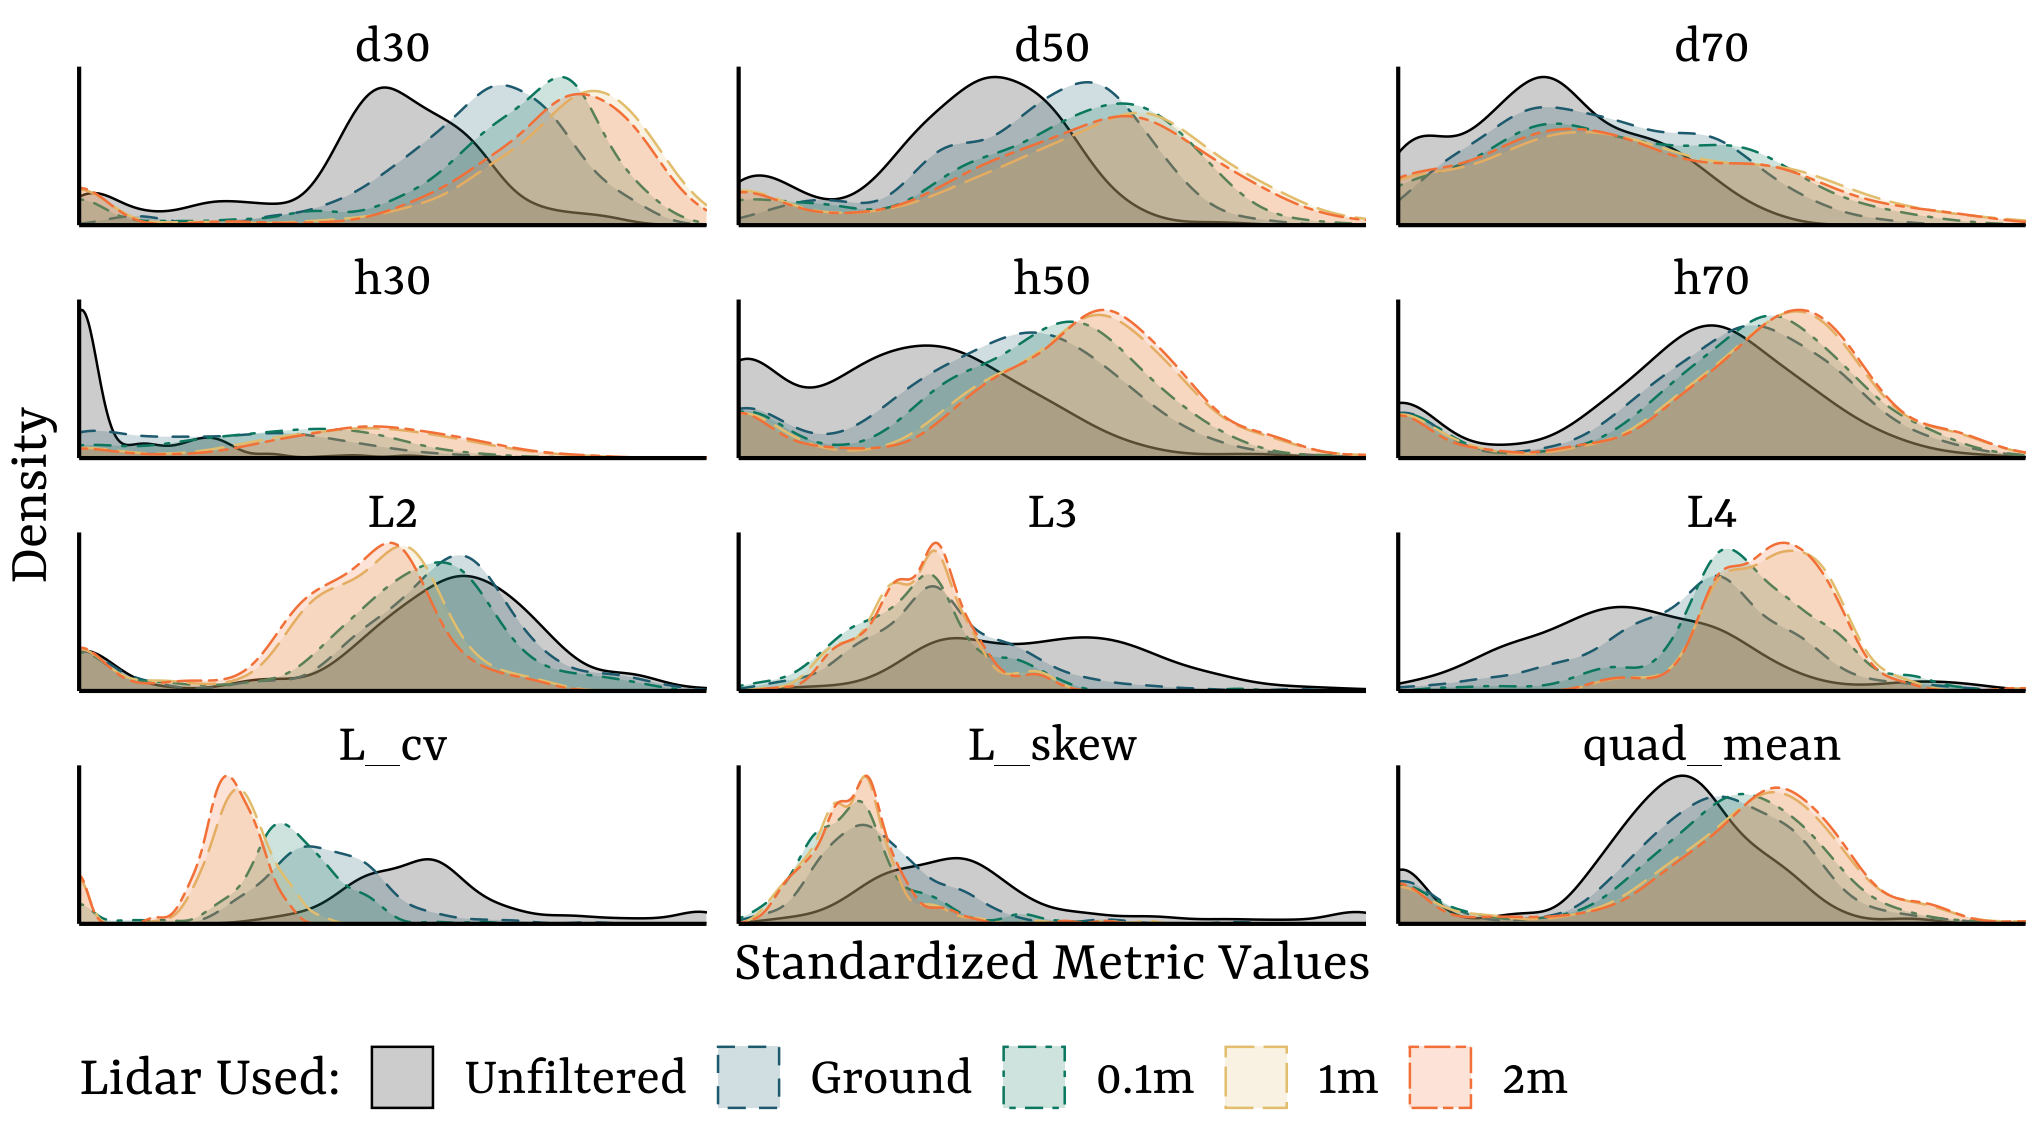 d30 d50 d70
h30 h50 h70
L2 L3 L4
L_cv L_skew quad_mean
Density
Standardized Metric Values
Lidar Used: Unfiltered Ground 0.1m 1m 2m